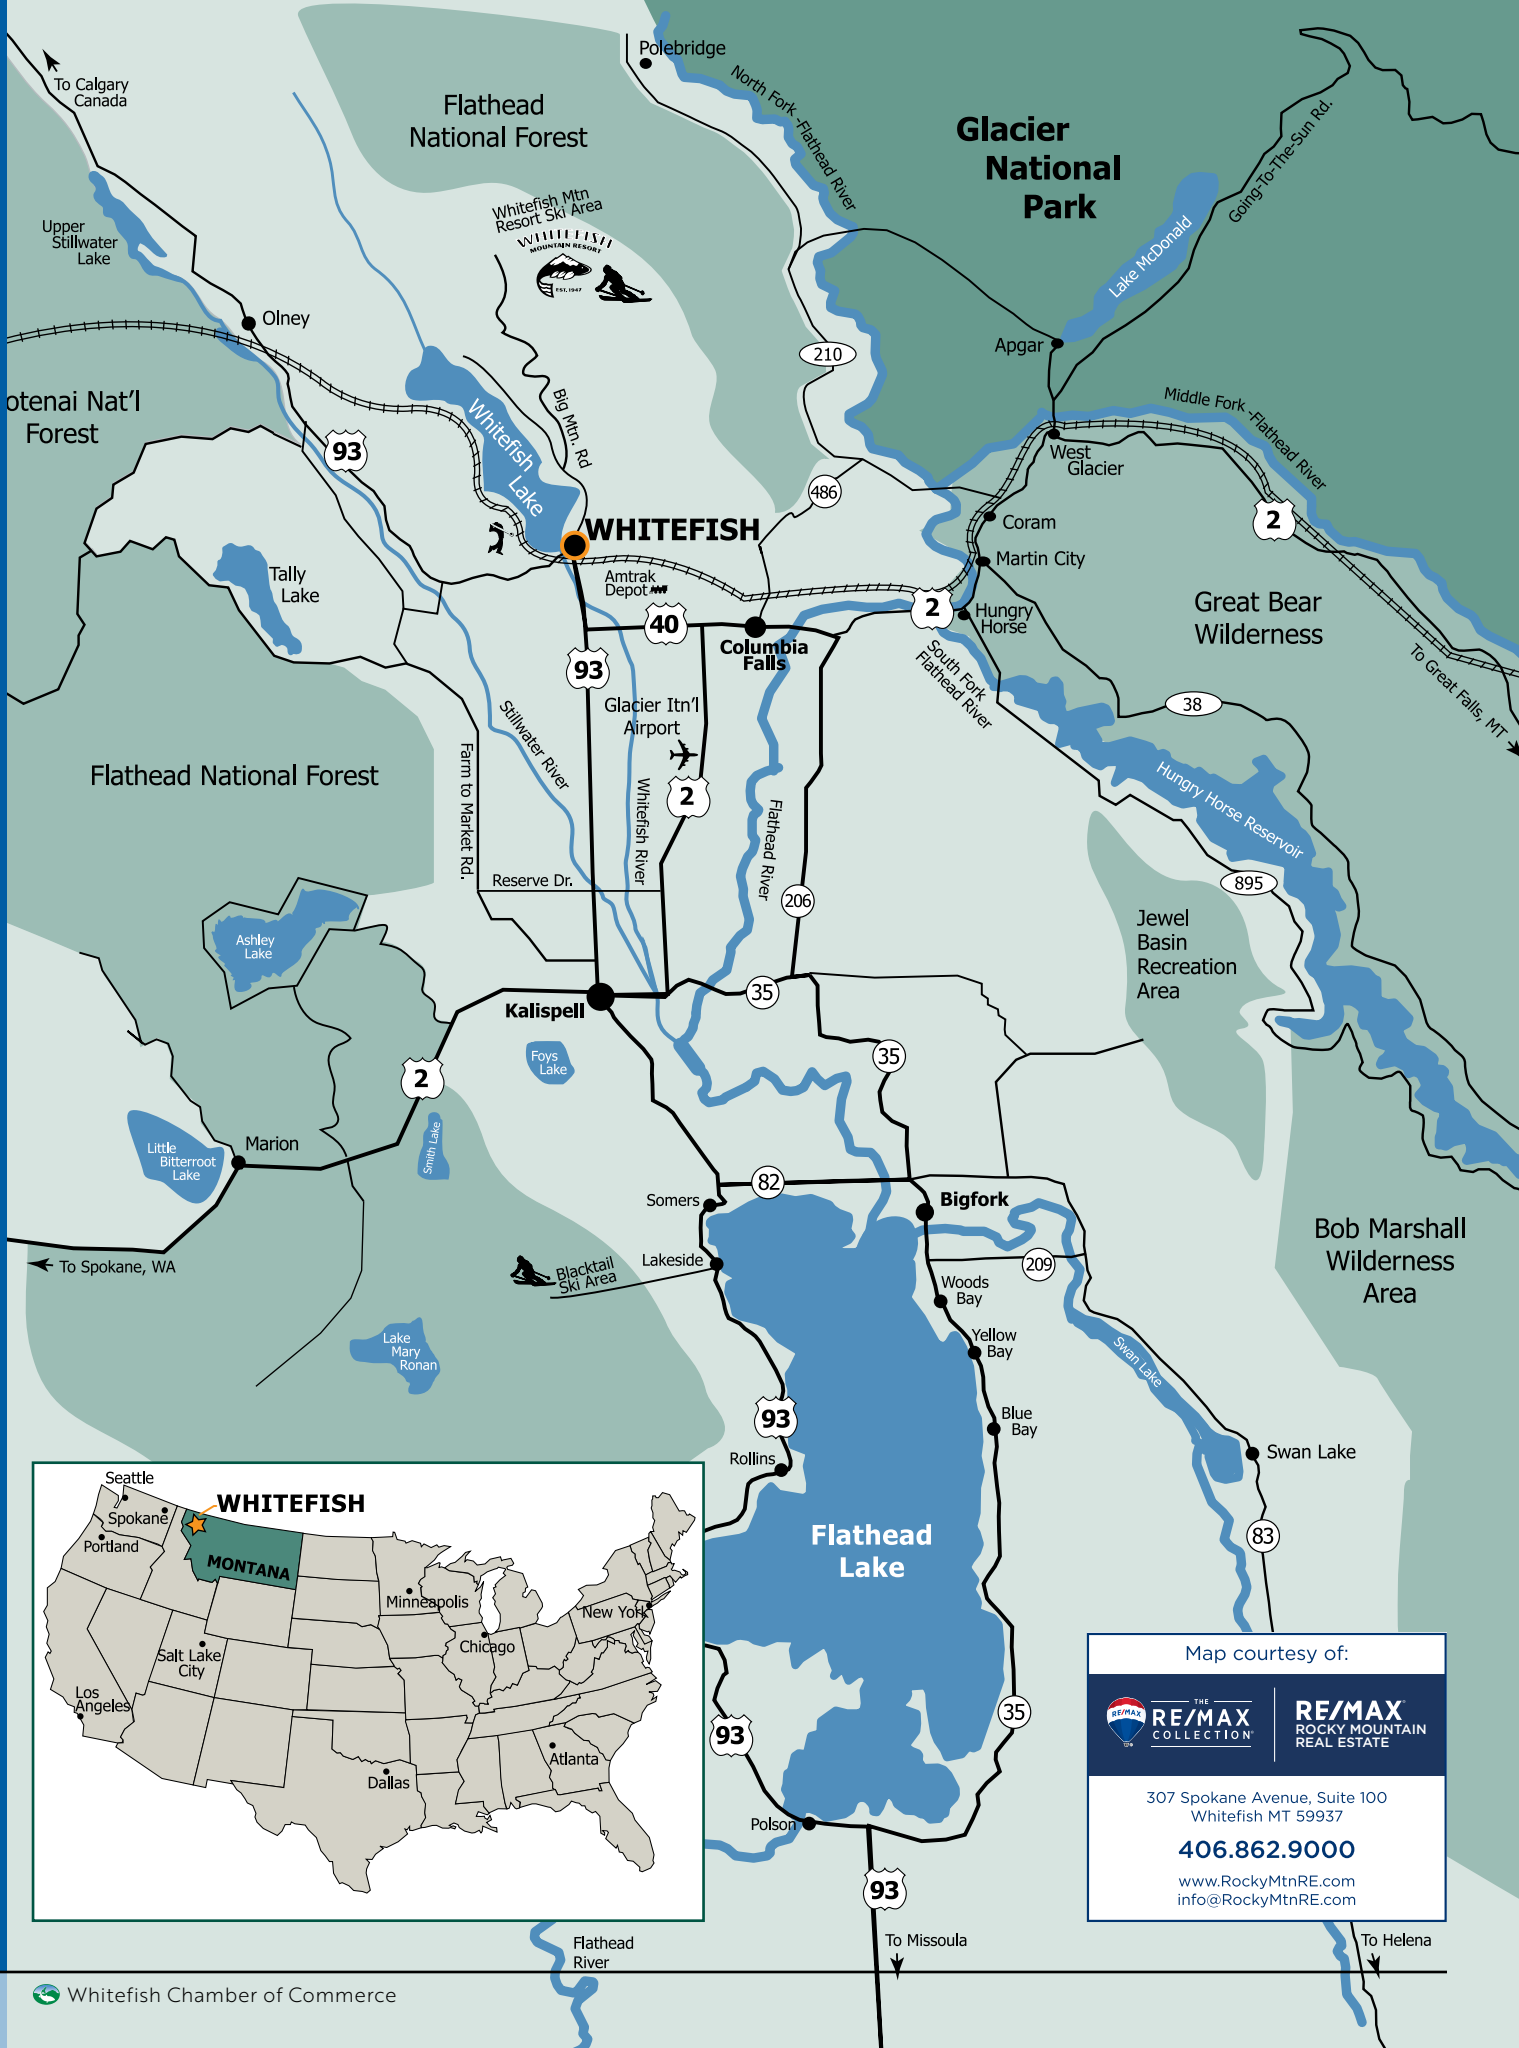 To Calgary
Canada
Polebridge
North Fork -Flathead River
Flathead
National Forest
Glacier
National
Park
Going-To-The-Sun Rd.
Whitefish Mtn
Resort Ski Area
WHITEFISH
MOUNTAIN RESORT
EST. 1947
Upper
Stillwater
Lake
Lake McDonald
Olney
Apgar
210
otenai Nat'l
Forest
93
Whitefish
Lake
Big Mtn. Rd
Middle Fork -Flathead River
West
Glacier
486
2
Coram
WHITEFISH
Martin City
Tally
Lake
Amtrak
Depot
40
Columbia
Falls
2
Hungry
Horse
Great Bear
Wilderness
To Great Falls, MT
93
South Fork
Flathead River
38
Glacier Itn'l
Airport
Stillwater River
Farm to Market Rd.
Whitefish River
2
Flathead River
Flathead National Forest
Hungry Horse Reservoir
Reserve Dr.
206
895
Jewel
Basin
Recreation
Area
Ashley
Lake
35
Kalispell
Foys
Lake
35
2
Smith Lake
Little
Bitterroot
Lake
Marion
82
Somers
Bigfork
Bob Marshall
Wilderness
Area
To Spokane, WA
Blacktail
Ski Area
Lakeside
209
Woods
Bay
Yellow
Bay
Swan Lake
Lake
Mary
Ronan
93
Blue
Bay
Rollins
Swan Lake
83
Flathead
Lake
Seattle
Spokane
Portland
WHITEFISH
MONTANA
Minneapolis
New York
Chicago
Salt Lake
City
Los
Angeles
Atlanta
Dallas
93
35
Polson
93
Map courtesy of:
RE/MAX
THE
RE/MAX
COLLECTION
RE/MAX
ROCKY MOUNTAIN
REAL ESTATE
307 Spokane Avenue, Suite 100
Whitefish MT 59937
406.862.9000
www.RockyMtnRE.com
info@RockyMtnRE.com
Flathead
River
To Missoula
To Helena
Whitefish Chamber of Commerce